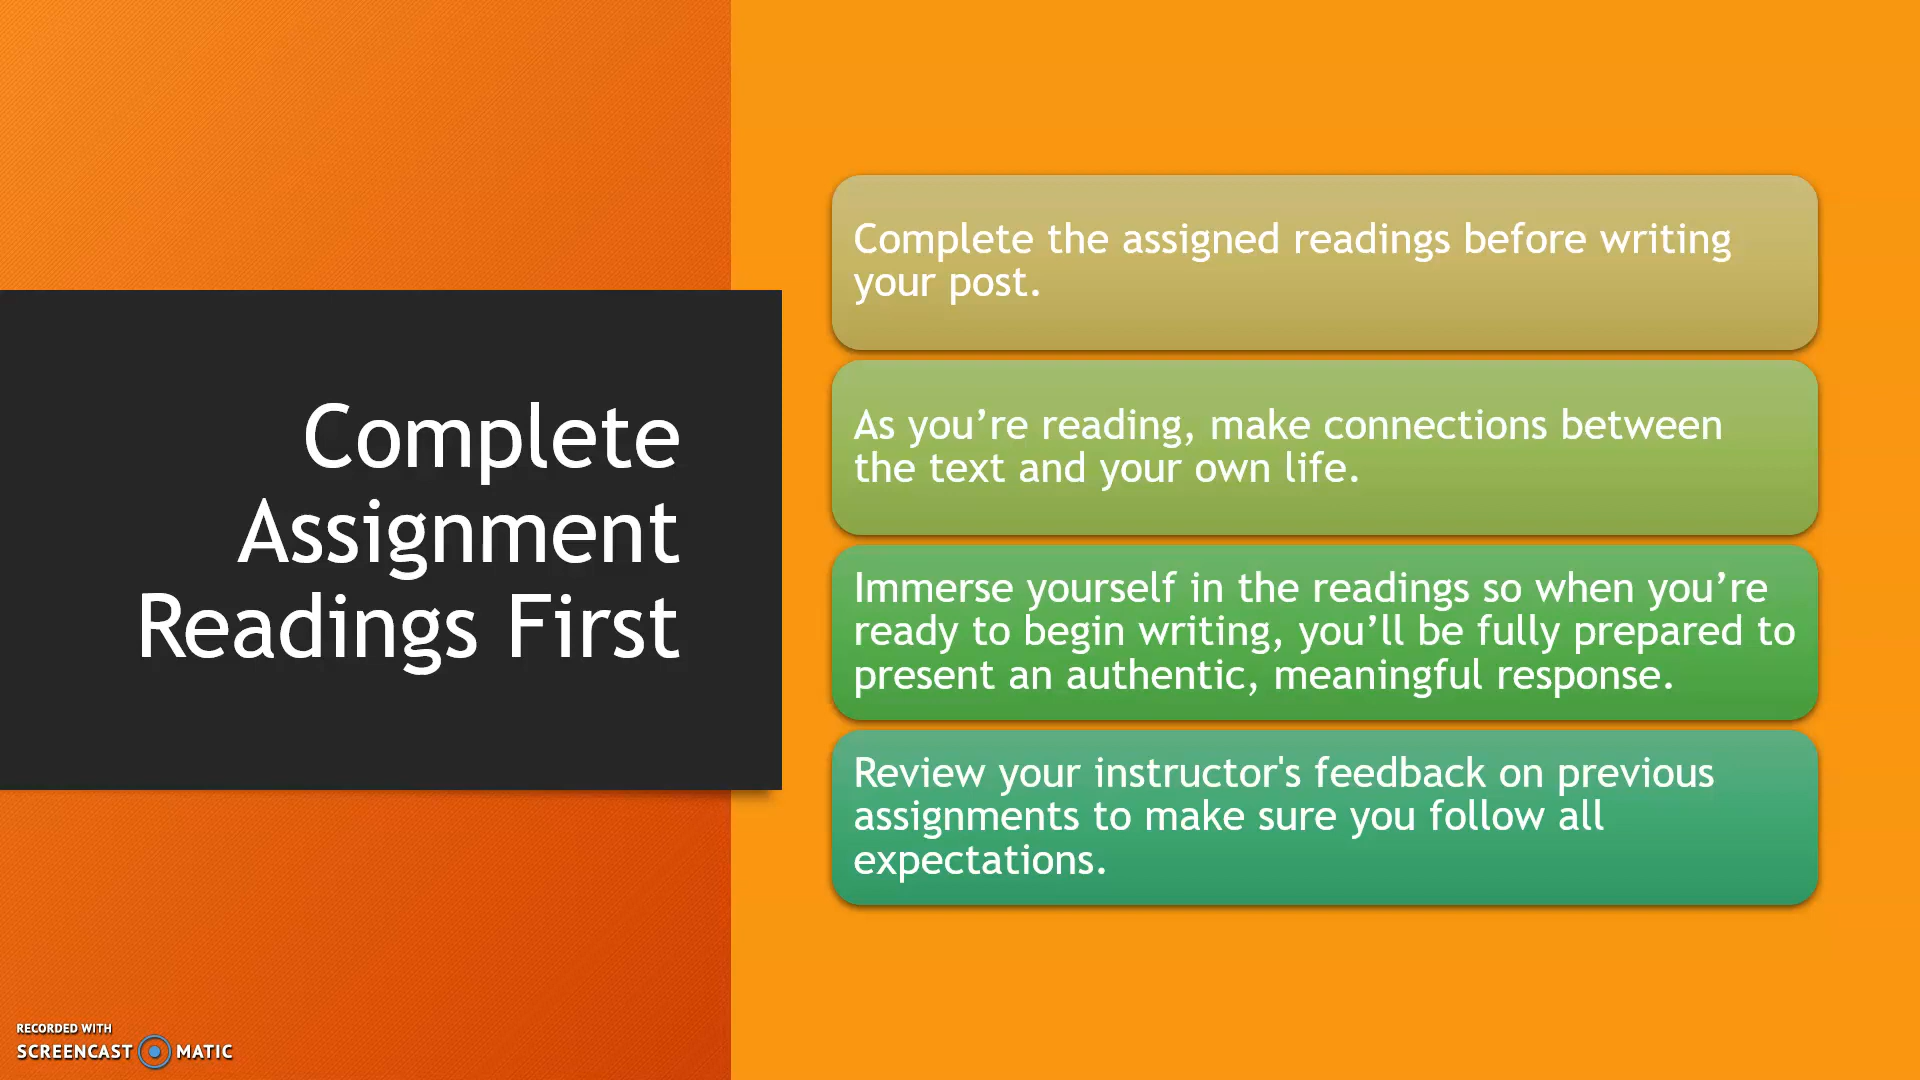 Complete
Assignment
Readings First
Complete the assigned readings before writing
your post.
As you’re reading, make connections between
the text and your own life.
Immerse yourself in the readings so when you’re
ready to begin writing, you’ll be fully prepared to
present an authentic, meaningful response.
Review your instructor's feedback on previous
assignments to make sure you follow all
expectations.
RECORDED WITH
SCREENCAST MATIC